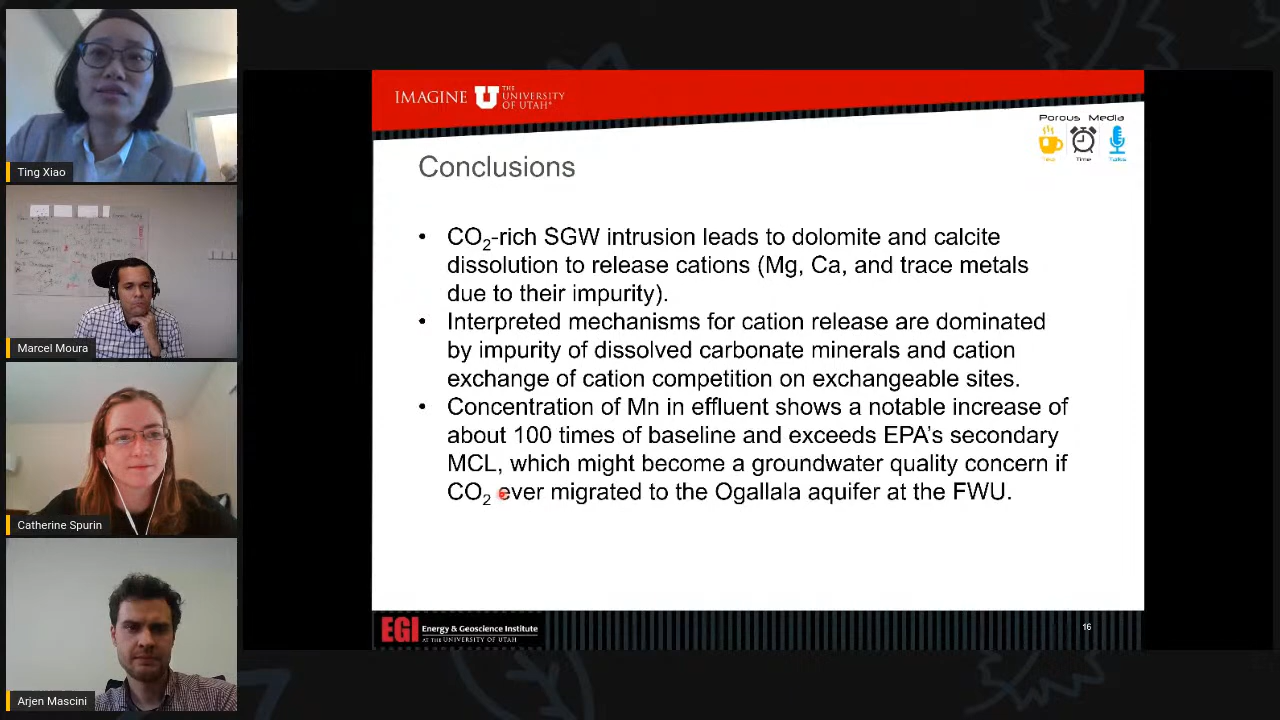 Ting Xiao
Marcel Moura
Catherine Spurin
Arjen Mascini
IMAGINE U THE UNIVERSITY OF UTAH®
Porous Media
Tea Time Talks
Conclusions
• CO₂-rich SGW intrusion leads to dolomite and calcite
dissolution to release cations (Mg, Ca, and trace metals
due to their impurity).
• Interpreted mechanisms for cation release are dominated
by impurity of dissolved carbonate minerals and cation
exchange of cation competition on exchangeable sites.
• Concentration of Mn in effluent shows a notable increase of
about 100 times of baseline and exceeds EPA's secondary
MCL, which might become a groundwater quality concern if
CO₂ ever migrated to the Ogallala aquifer at the FWU.
EGI Energy & Geoscience Institute
AT THE UNIVERSITY OF UTAH
16